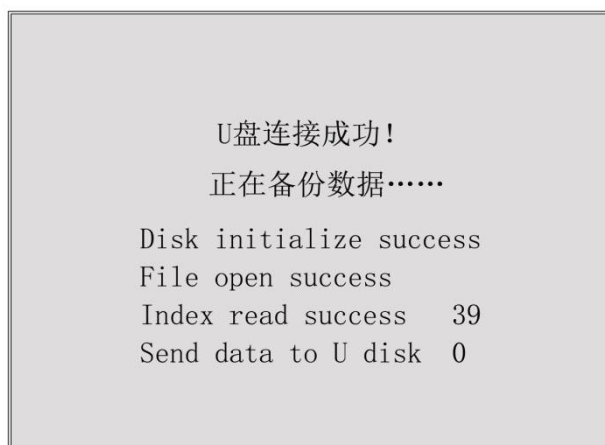 U盘连接成功！
正在备份数据……
Disk initialize success
File open success
Index read success 39
Send data to U disk 0